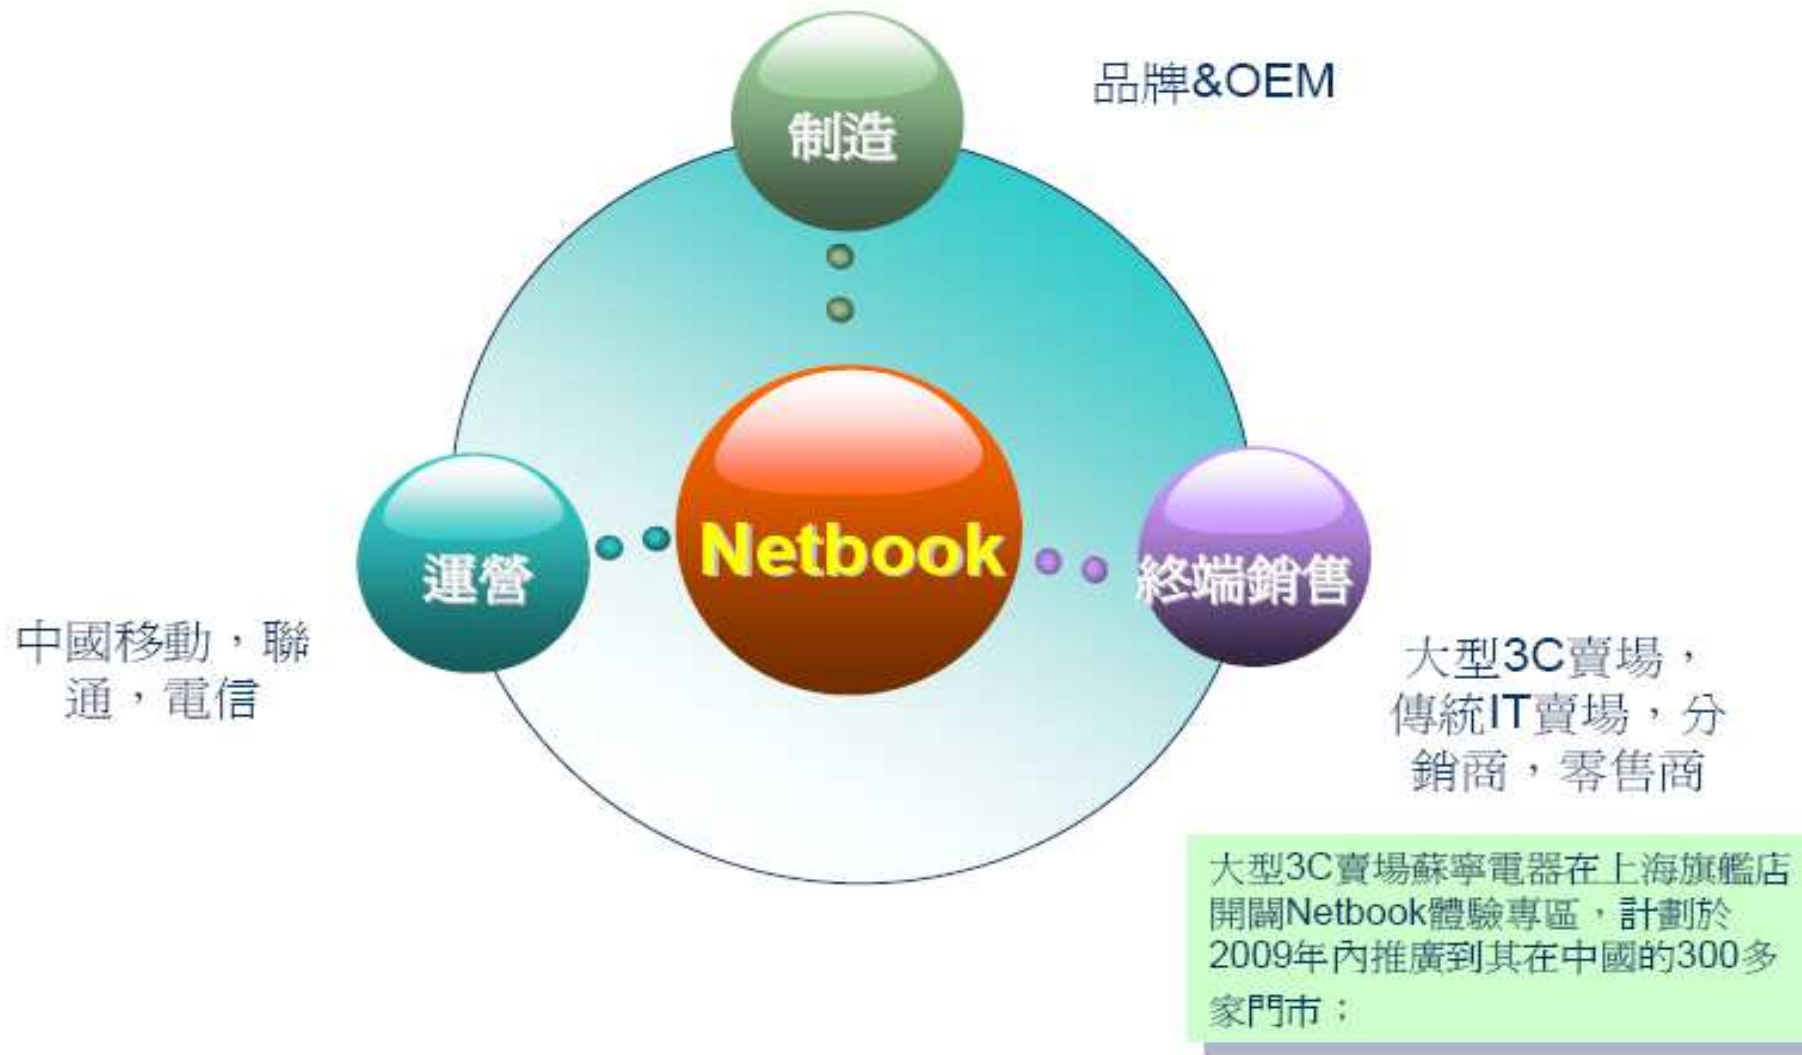 品牌&OEM
制造
Netbook
運營
終端銷售
中國移動，聯
通，電信
大型3C賣場，
傳統IT賣場，分
銷商，零售商
大型3C賣場蘇寧電器在上海旗艦店
開闢Netbook體驗專區，計劃於
2009年內推廣到其在中國的300多
家門市；